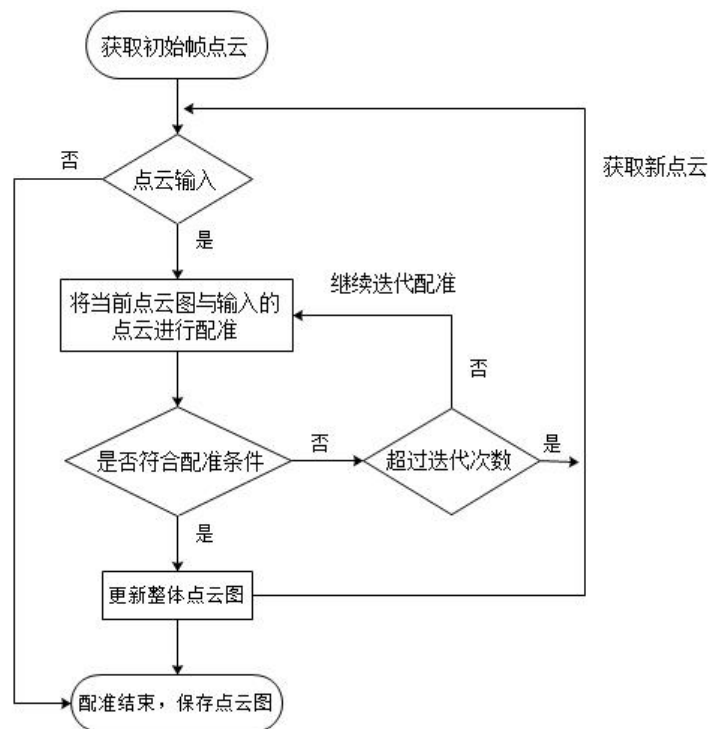 获取初始帧点云
否
点云输入
获取新点云
是
继续迭代配准
将当前点云图与输入的
点云进行配准
否
是否符合配准条件
否
超过迭代次数
是
是
更新整体点云图
配准结束，保存点云图